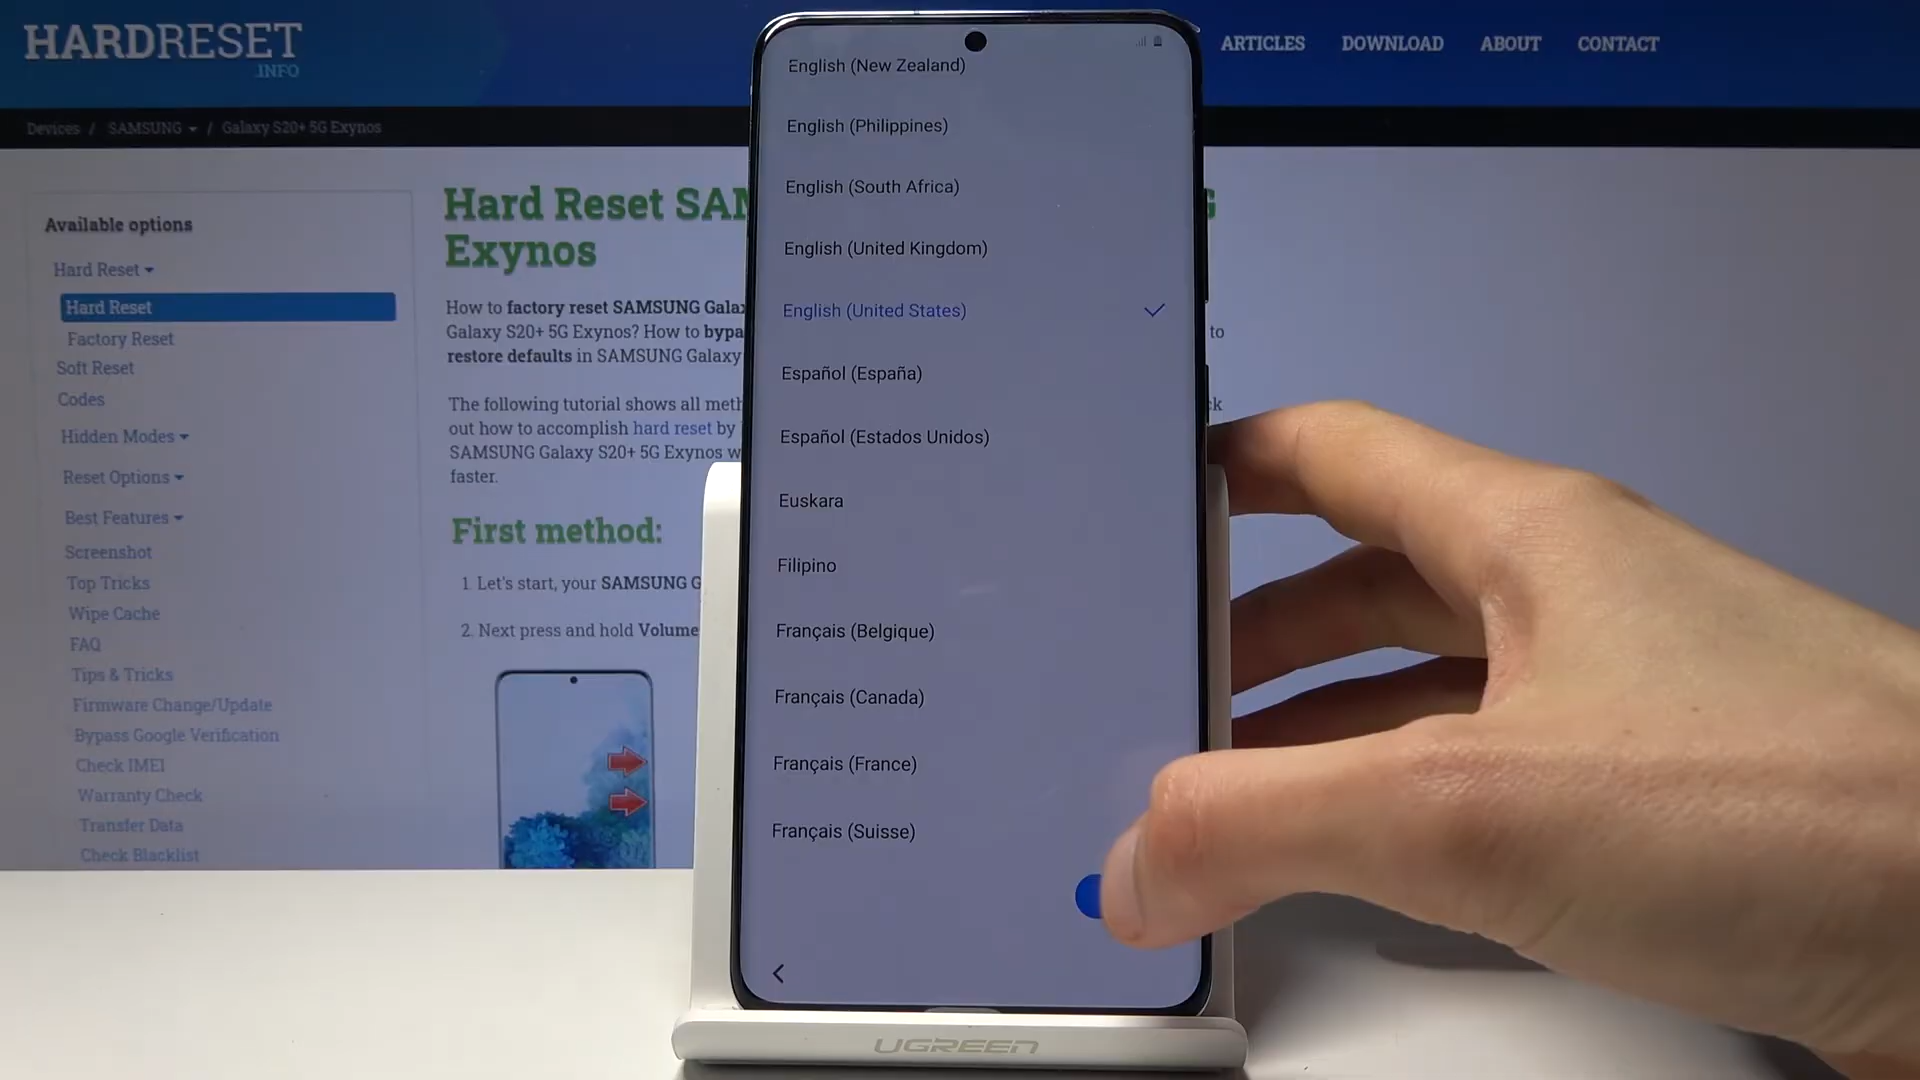 HARDRESET
.INFO
ARTICLES DOWNLOAD ABOUT CONTACT
Devices / SAMSUNG / Galaxy S20+ 5G Exynos
Available options
Hard Reset
Hard Reset
Factory Reset
Soft Reset
Codes
Hidden Modes
Reset Options
Best Features
Screenshot
Top Tricks
Wipe Cache
FAQ
Tips & Tricks
Firmware Change/Update
Bypass Google Verification
Check IMEI
Warranty Check
Transfer Data
Check Blacklist
Hard Reset SAM G
Exynos
How to factory reset SAMSUNG Galax
Galaxy S20+ 5G Exynos? How to bypa to
restore defaults in SAMSUNG Galaxy
The following tutorial shows all meth ck
out how to accomplish hard reset by
SAMSUNG Galaxy S20+ 5G Exynos w
faster.
First method:
1. Let's start, your SAMSUNG G
2. Next press and hold Volume
English (New Zealand)
English (Philippines)
English (South Africa)
English (United Kingdom)
English (United States)
Español (España)
Español (Estados Unidos)
Euskara
Filipino
Français (Belgique)
Français (Canada)
Français (France)
Français (Suisse)
UGREEN